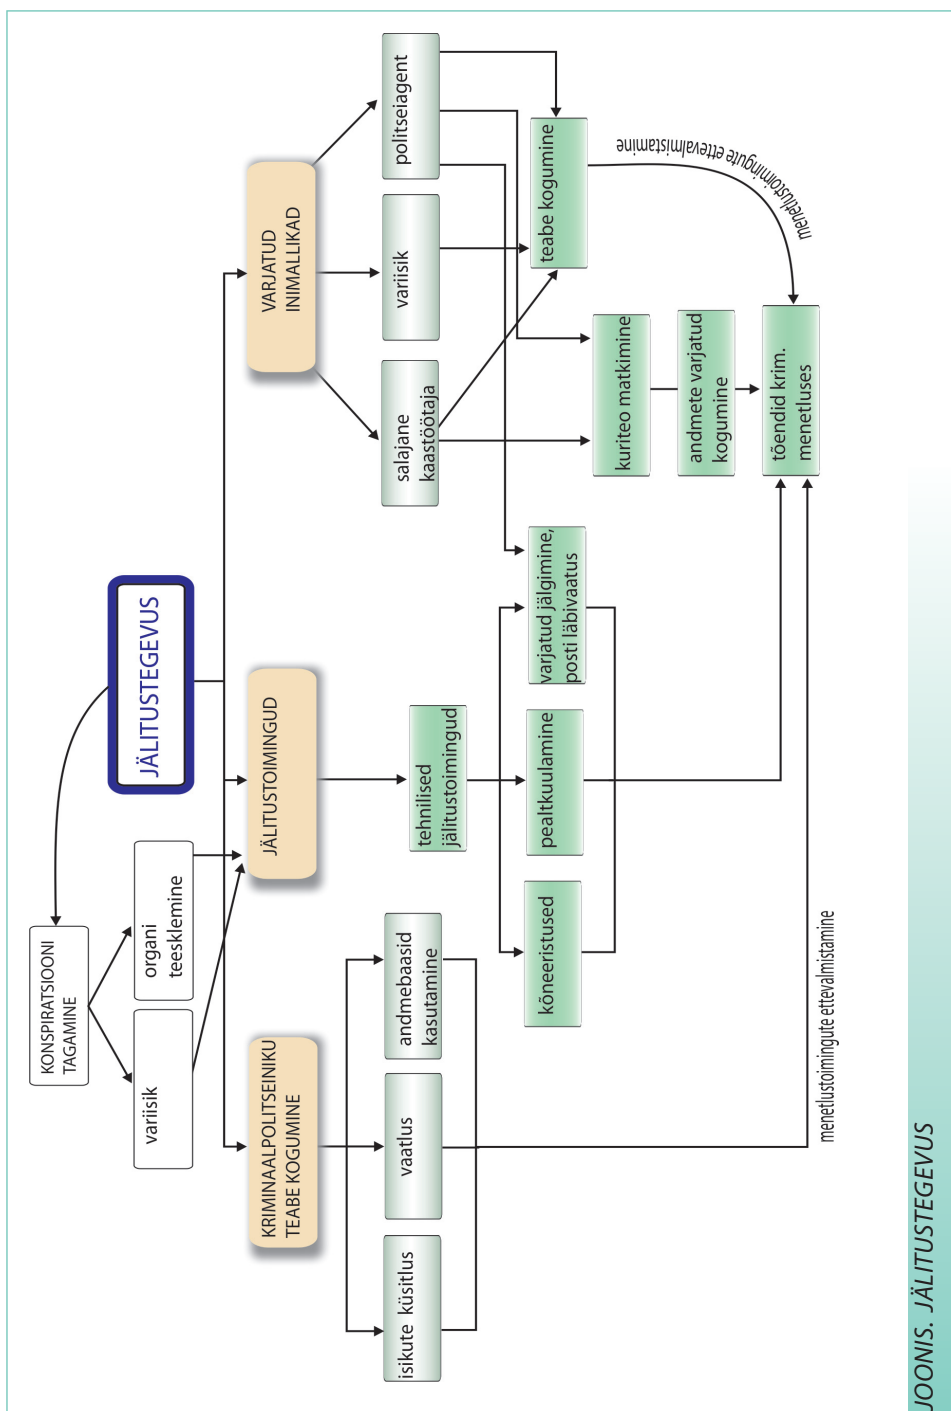 JÄLITUSTEGEVUS
KONSPIRATSIOONI
TAGAMINE
variisik
organi
teesklemine
KRIMINAALPOLITSEINIKU
TEABE KOGUMINE
JÄLITUSTOIMINGUD
VARJATUD
INIMALLIKAD
isikute küsitlus
vaatlus
andmebaasid
kasutamine
tehnilised
jälitustoimingud
salajane
kaastöötaja
variisik
politseiagent
kõneeristused
pealtkuulamine
varjatud jälgimine,
posti läbivaatus
teabe kogumine
kuriteo matkimine
andmete varjatud
kogumine
tõendid krim.
menetluses
menetlustoimingute ettevalmistamine
menetlustoimingute ettevalmistamine
JOONIS. JÄLITUSTEGEVUS